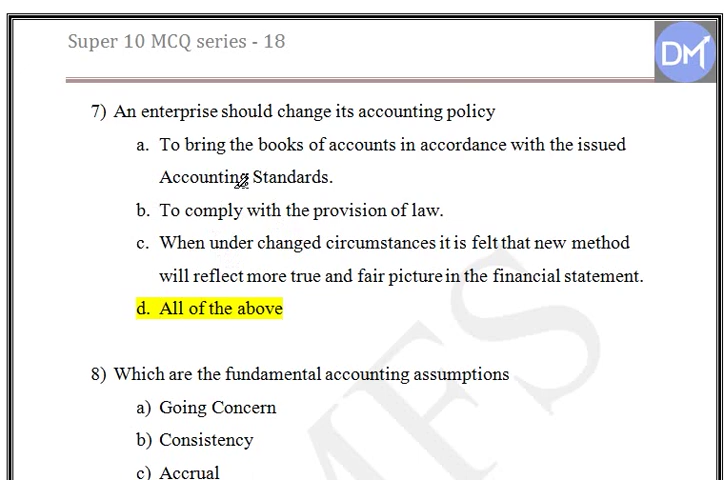 Super 10 MCQ series - 18
DM
7) An enterprise should change its accounting policy
a. To bring the books of accounts in accordance with the issued
Accounting Standards.
b. To comply with the provision of law.
c. When under changed circumstances it is felt that new method
will reflect more true and fair picture in the financial statement.
d. All of the above
8) Which are the fundamental accounting assumptions
a) Going Concern
b) Consistency
c) Accrual